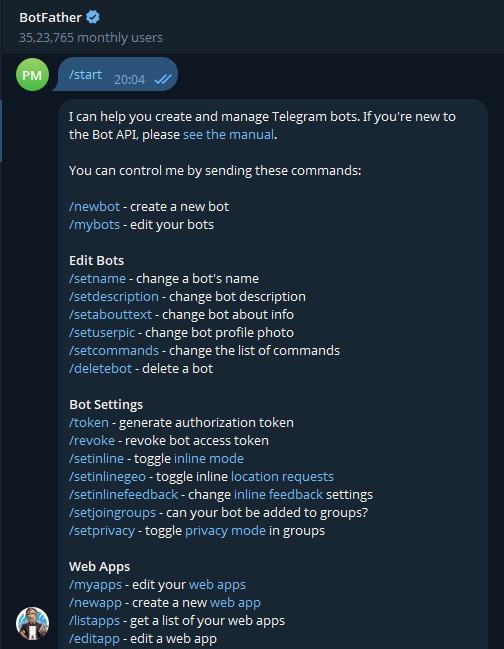 BotFather
35,23,765 monthly users
PM
/start 20:04
I can help you create and manage Telegram bots. If you're new to
the Bot API, please see the manual.
You can control me by sending these commands:
/newbot - create a new bot
/mybots - edit your bots
Edit Bots
/setname - change a bot's name
/setdescription - change bot description
/setabouttext - change bot about info
/setuserpic - change bot profile photo
/setcommands - change the list of commands
/deletebot - delete a bot
Bot Settings
/token - generate authorization token
/revoke - revoke bot access token
/setinline - toggle inline mode
/setinlinegeo - toggle inline location requests
/setinlinefeedback - change inline feedback settings
/setjoingroups - can your bot be added to groups?
/setprivacy - toggle privacy mode in groups
Web Apps
/myapps - edit your web apps
/newapp - create a new web app
/listapps - get a list of your web apps
/editapp - edit a web app